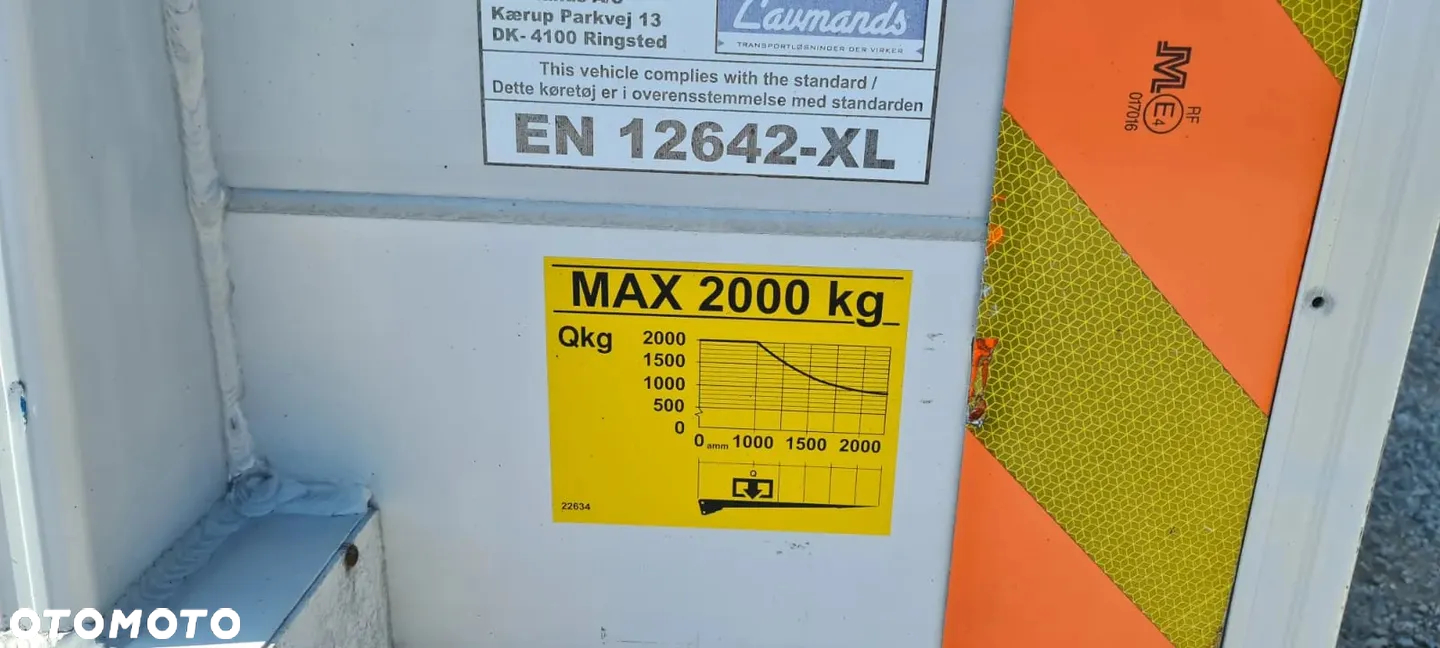 A/S
Kærup Parkvej 13
DK- 4100 Ringsted
Lavmands
TRANSPORTLØSNINGER DER VIRKER
This vehicle complies with the standard /
Dette køretøj er i overensstemmelse med standarden
EN 12642-XL
M
E4
RF
017016
MAX 2000 kg
Qkg
2000
1500
1000
500
0
0 amm 1000 1500 2000
Q
22634
OTOMOTO